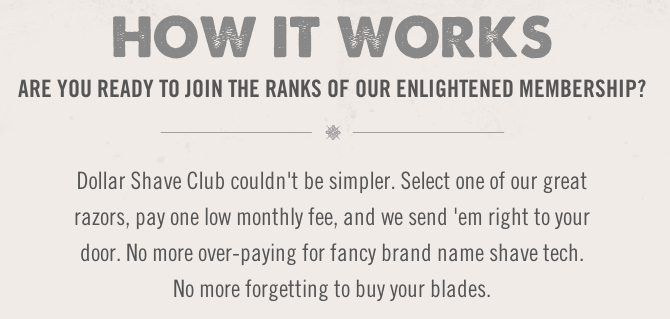 HOW IT WORKS
ARE YOU READY TO JOIN THE RANKS OF OUR ENLIGHTENED MEMBERSHIP?
Dollar Shave Club couldn't be simpler. Select one of our great
razors, pay one low monthly fee, and we send 'em right to your
door. No more over-paying for fancy brand name shave tech.
No more forgetting to buy your blades.